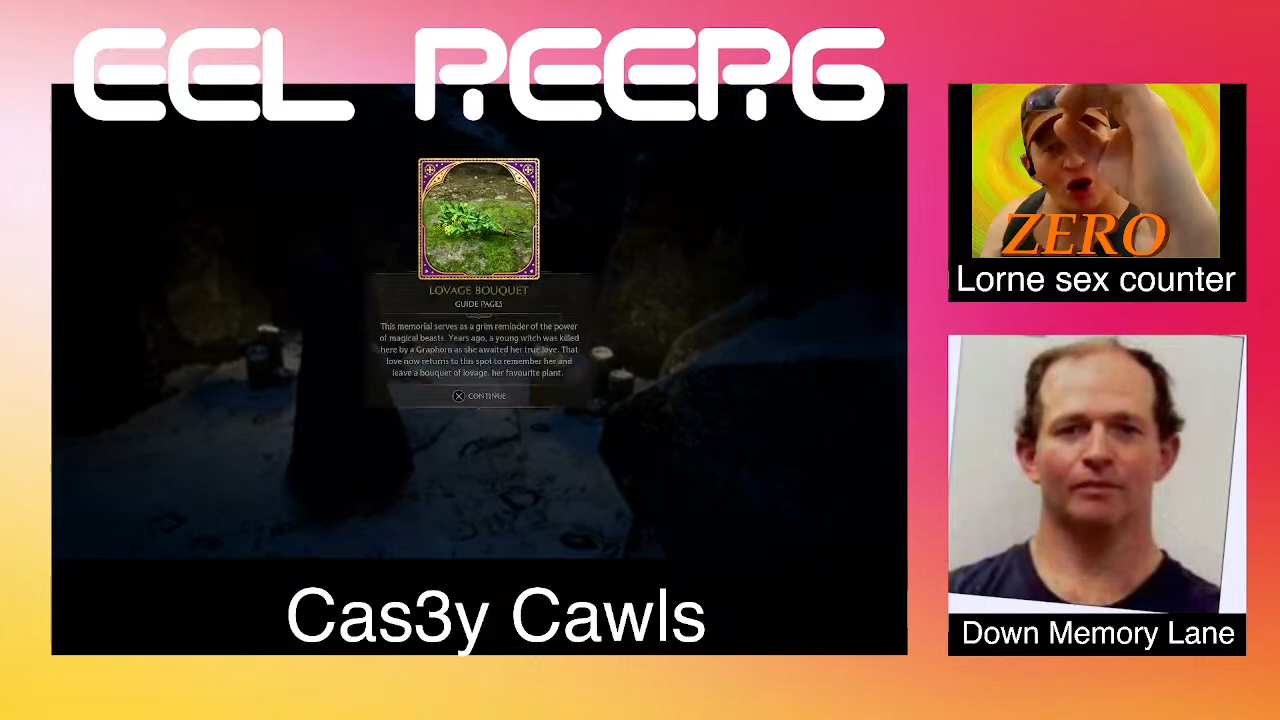 EEL PEEPS
LOVAGE BOUQUET
GUIDE PAGES
This memorial serves as a grim reminder of the power
of magical beasts. Years ago, a young witch was killed
here by a Graphorn as she awaited her true love. That
love now returns to this spot to remember her and
leave a bouquet of lovage, her favourite plant.
CONTINUE
Cas3y Cawls
ZERO
Lorne sex counter
Down Memory Lane